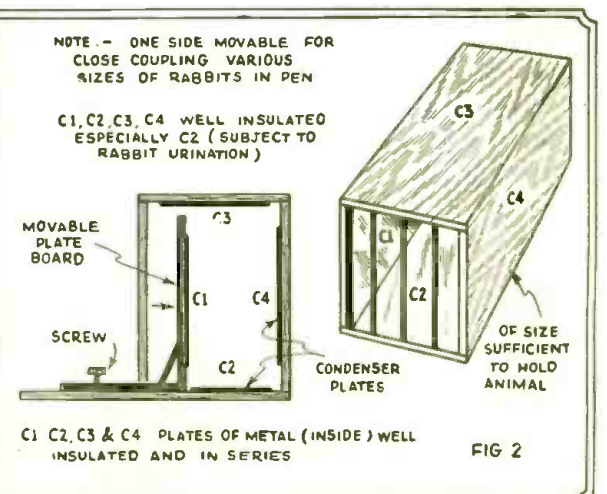 NOTE.- ONE SIDE MOVABLE FOR
CLOSE COUPLING VARIOUS
SIZES OF RABBITS IN PEN
C1,C2,C3,C4 WELL INSULATED
ESPECIALLY C2 (SUBJECT TO
RABBIT URINATION)
C3
C4
C1
C2
OF SIZE
SUFFICIENT
TO HOLD
ANIMAL
C3
MOVABLE
PLATE
BOARD
C1
C4
SCREW
C2
CONDENSER
PLATES
C1 C2, C3 & C4 PLATES OF METAL (INSIDE) WELL
INSULATED AND IN SERIES
FIG 2